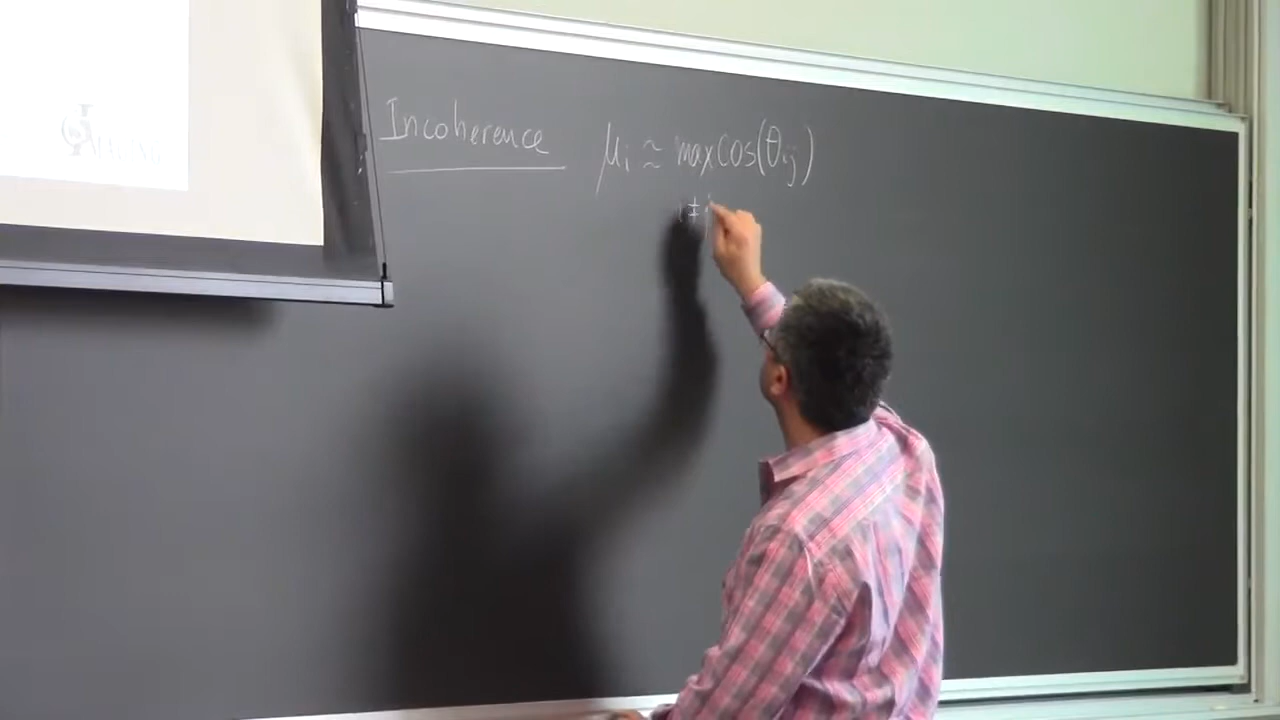 Incoherence μi ≈ max cos(θij)
i ≠ j